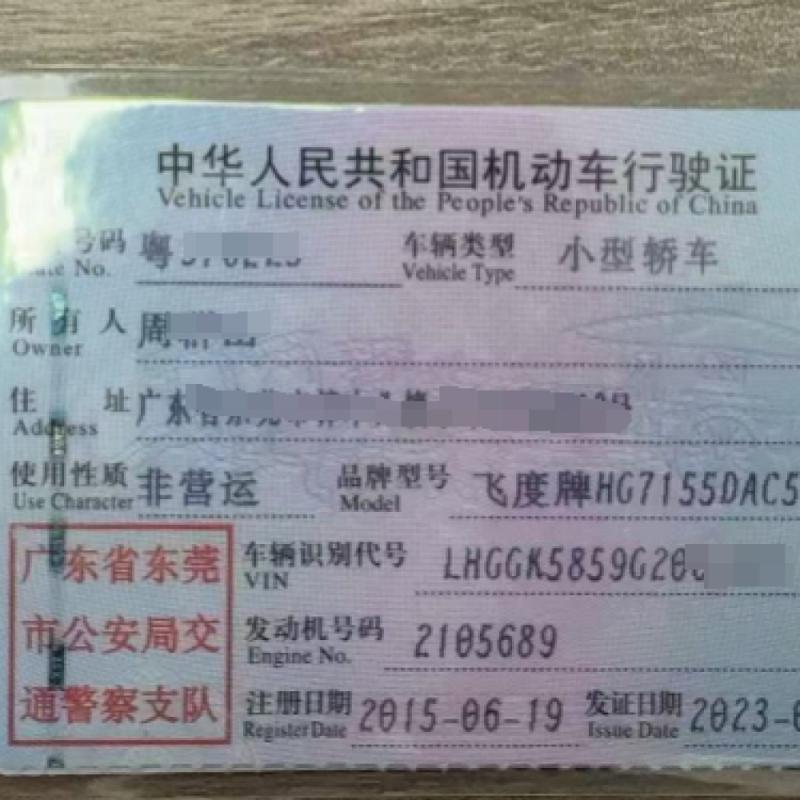 中华人民共和国机动车行驶证
Vehicle License of the People's Republic of China
号码 粤 车辆类型 小型轿车
No. Vehicle Type
所有人 周
Owner
住址 广东
Address
使用性质 非营运 品牌型号 飞度牌HG7155DAC5
Use Character Model
广东省东莞
市公安局交
通警察支队
车辆识别代号 LHGGK5859G20
VIN
发动机号码 2105689
Engine No.
注册日期 2015-06-19 发证日期 2023-0
Register Date Issue Date